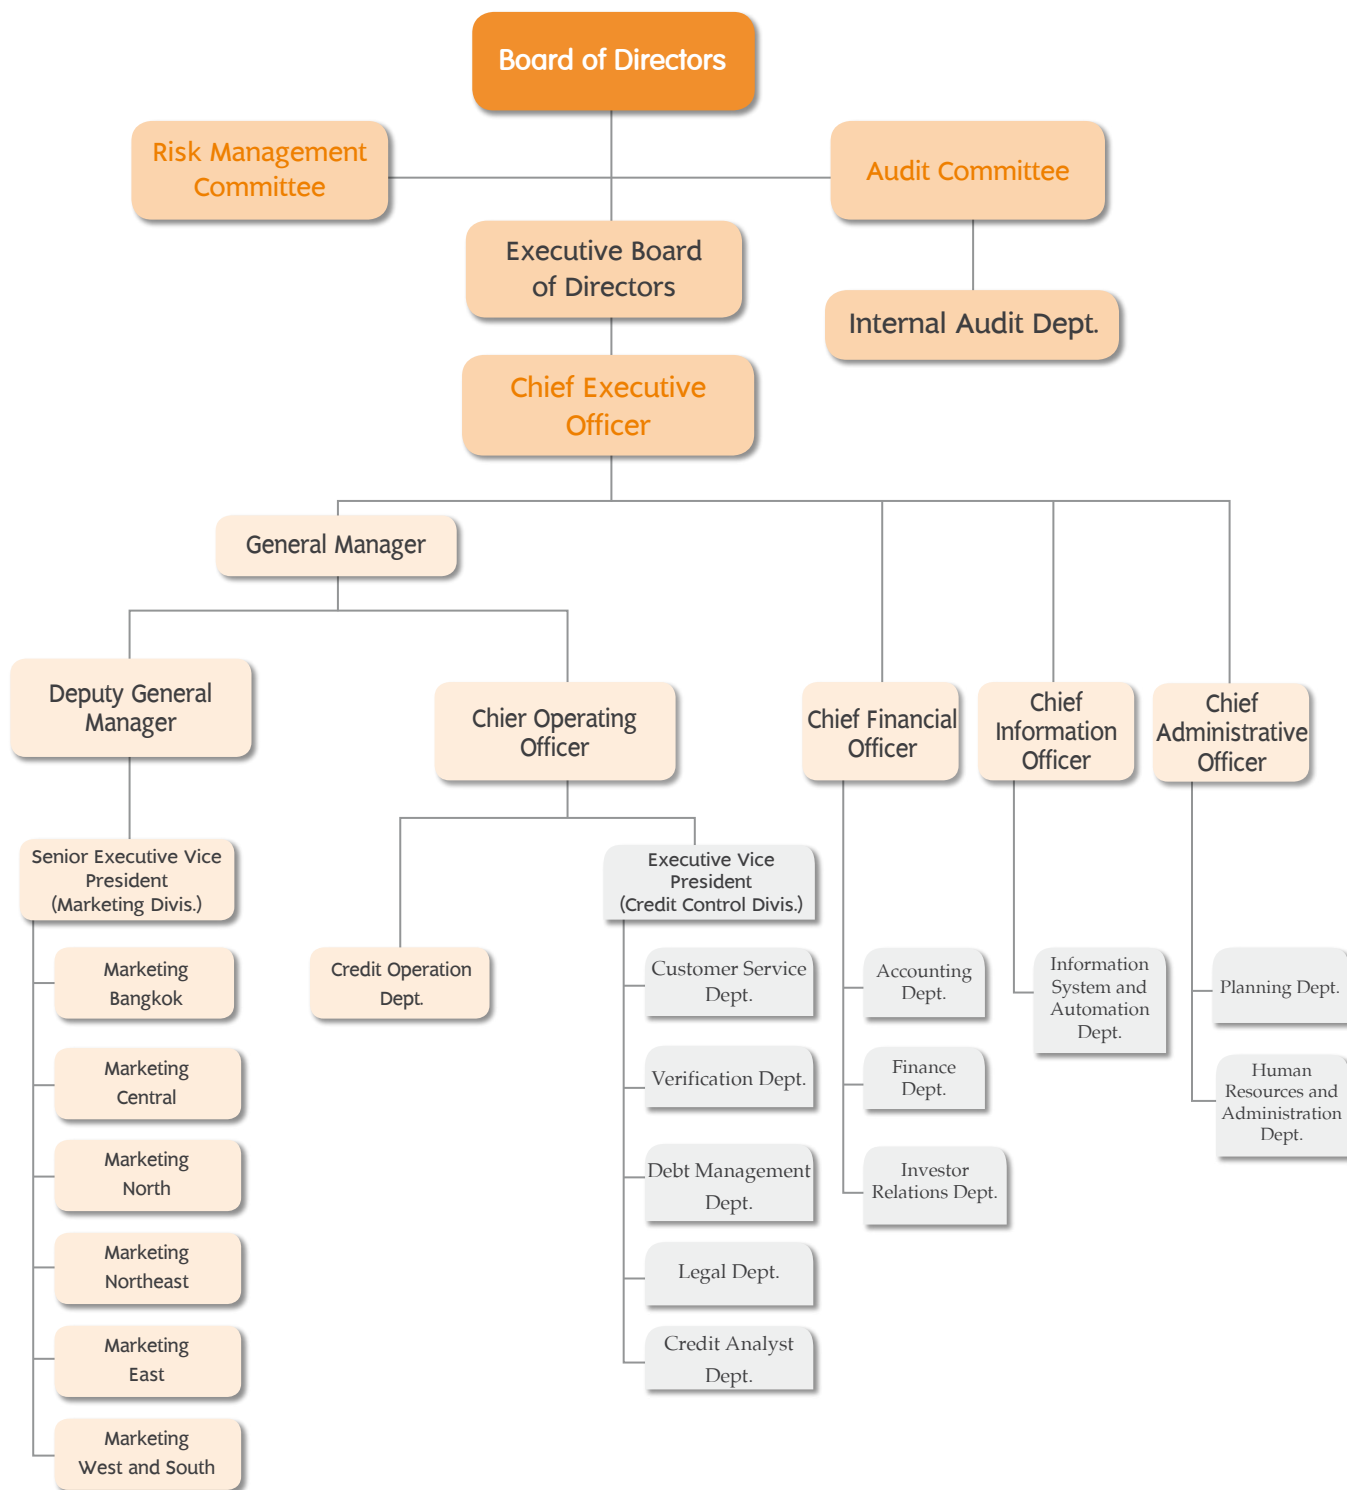 Board of Directors
Risk Management
Committee
Audit Committee
Executive Board
of Directors
Internal Audit Dept.
Chief Executive
Officer
General Manager
Deputy General
Manager
Chier Operating
Officer
Chief Financial
Officer
Chief
Information
Officer
Chief
Administrative
Officer
Senior Executive Vice
President
(Marketing Divis.)
Executive Vice
President
(Credit Control Divis.)
Marketing
Bangkok
Marketing
Central
Marketing
North
Marketing
Northeast
Marketing
East
Marketing
West and South
Credit Operation
Dept.
Customer Service
Dept.
Verification Dept.
Debt Management
Dept.
Legal Dept.
Credit Analyst
Dept.
Accounting
Dept.
Finance
Dept.
Investor
Relations Dept.
Information
System and
Automation
Dept.
Planning Dept.
Human
Resources and
Administration
Dept.